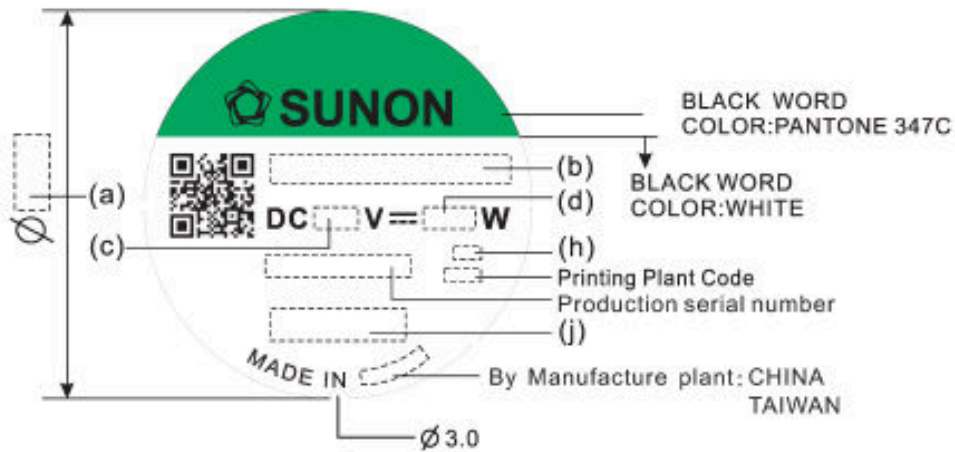 SUNON
BLACK WORD
COLOR:PANTONE 347C
(b)
BLACK WORD
COLOR:WHITE
(a)
Ø
(d)
DC V⎓ W
(c)
(h)
Printing Plant Code
Production serial number
(j)
MADE IN
By Manufacture plant: CHINA
TAIWAN
Ø3.0